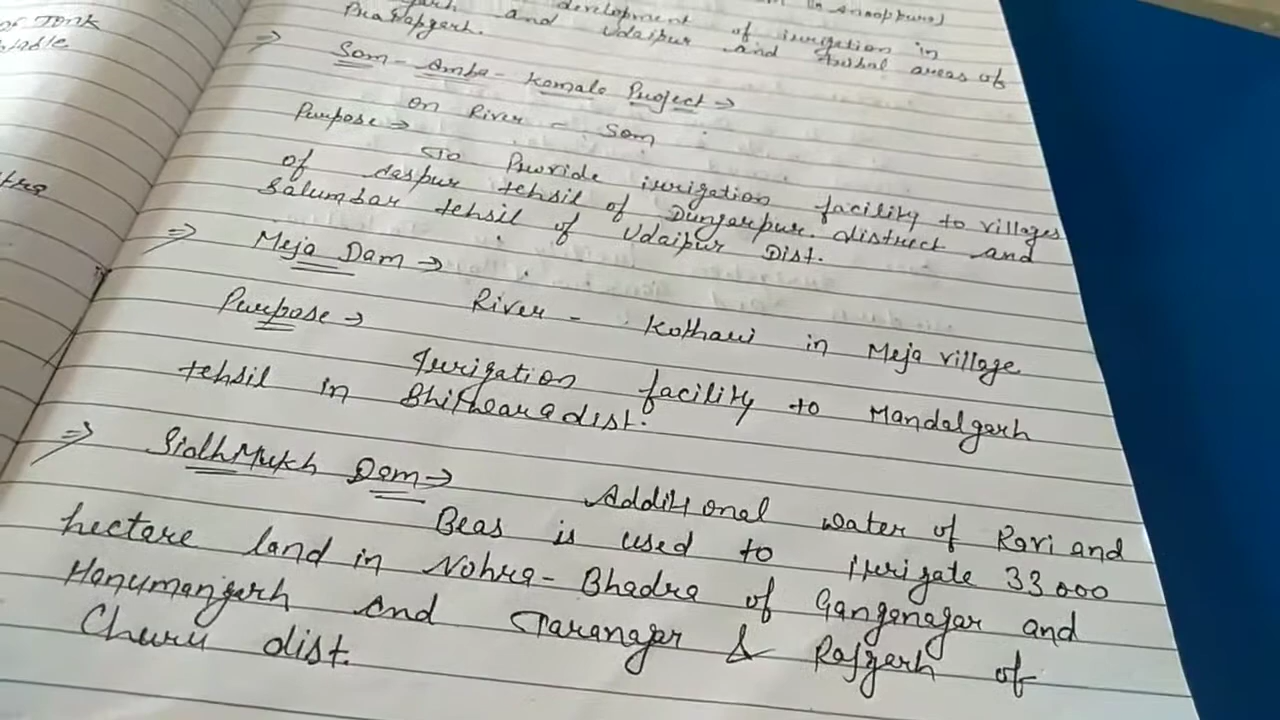 of Tonk
development of irrigation in
and Udaipur and tribal areas of
Pratapgarh.
⇒ Som-Amba-Kamala Project →
on River - Som
Purpose → To Provide irrigation facility to villages
of daspur tehsil of Dungarpur district and
Salumbar tehsil of Udaipur Dist.
⇒ Meja Dam →
River - Kothari in Meja village
Purpose →
Irrigation facility to Mandalgarh
tehsil in Bhilwara dist.
⇒ SidhMukh Dam →
Additional water of Ravi and
Beas is used to irrigate 33000
hectare land in Nohra-Bhadra of Ganganagar and
Hanumangarh and Taranagar & Rajgarh of
Churu dist.